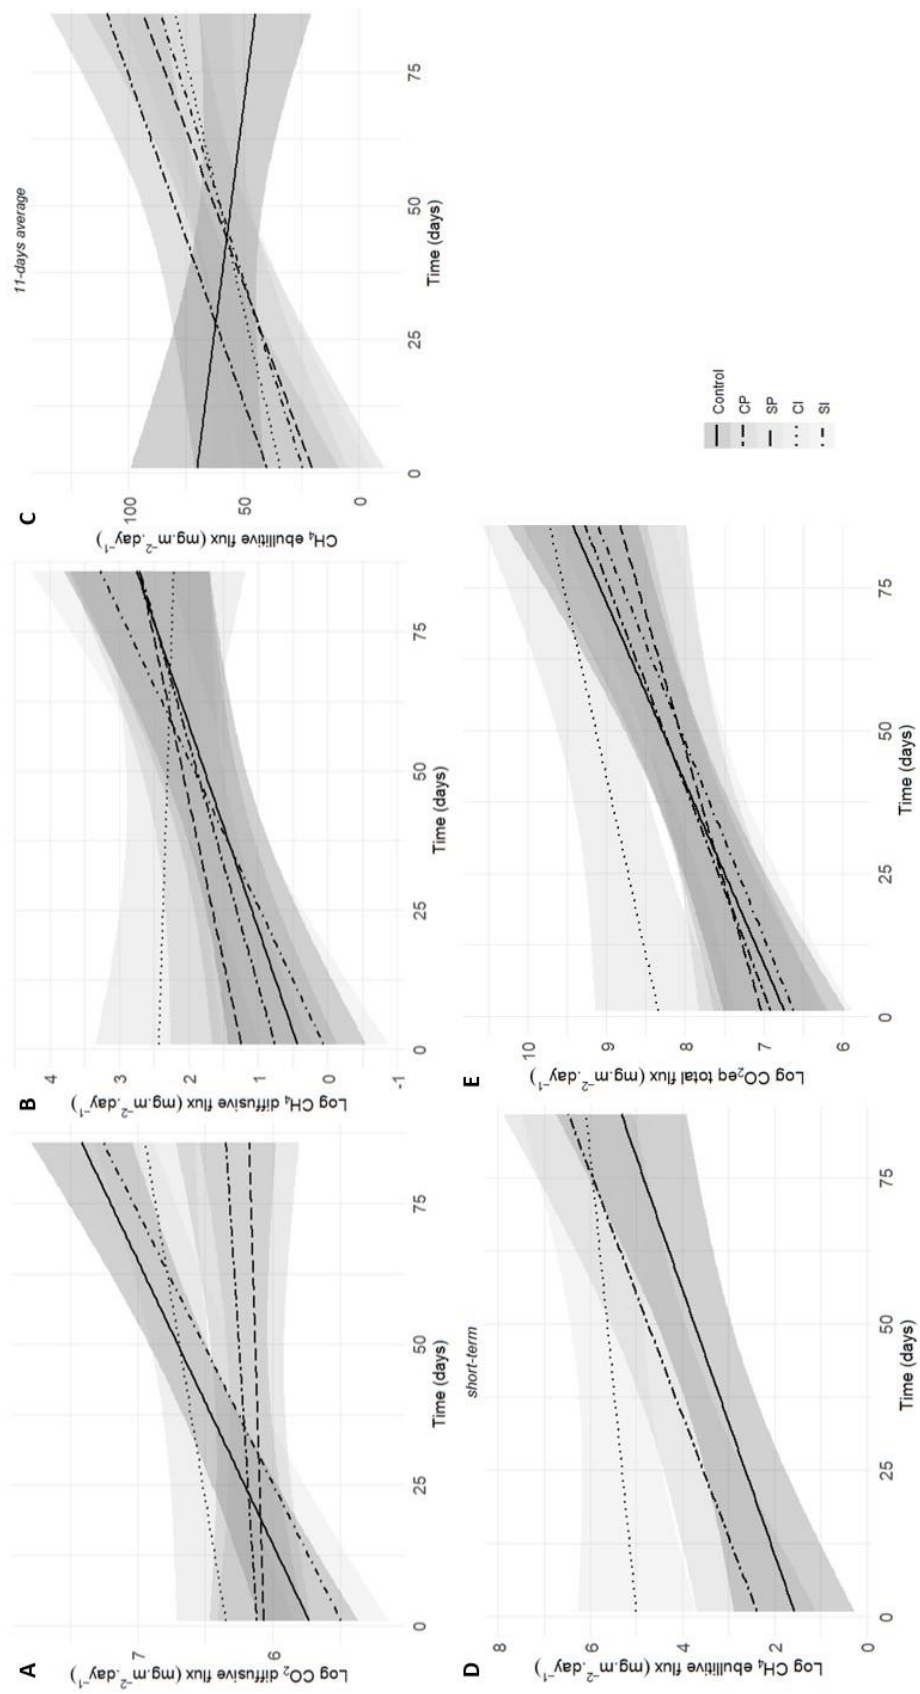 A
Log CO₂ diffusive flux (mg.m⁻².day⁻¹)
7
6
0
25
50
75
Time (days)
B
Log CH₄ diffusive flux (mg.m⁻².day⁻¹)
4
3
2
1
0
-1
0
25
50
75
Time (days)
C
11-days average
CH₄ ebullitive flux (mg.m⁻².day⁻¹)
100
50
0
0
25
50
75
Time (days)
D
short-term
Log CH₄ ebullitive flux (mg.m⁻².day⁻¹)
8
6
4
2
0
0
25
50
75
Time (days)
E
Log CO₂eq total flux (mg.m⁻².day⁻¹)
10
9
8
7
6
0
25
50
75
Time (days)
Control
CP
SP
CI
SI